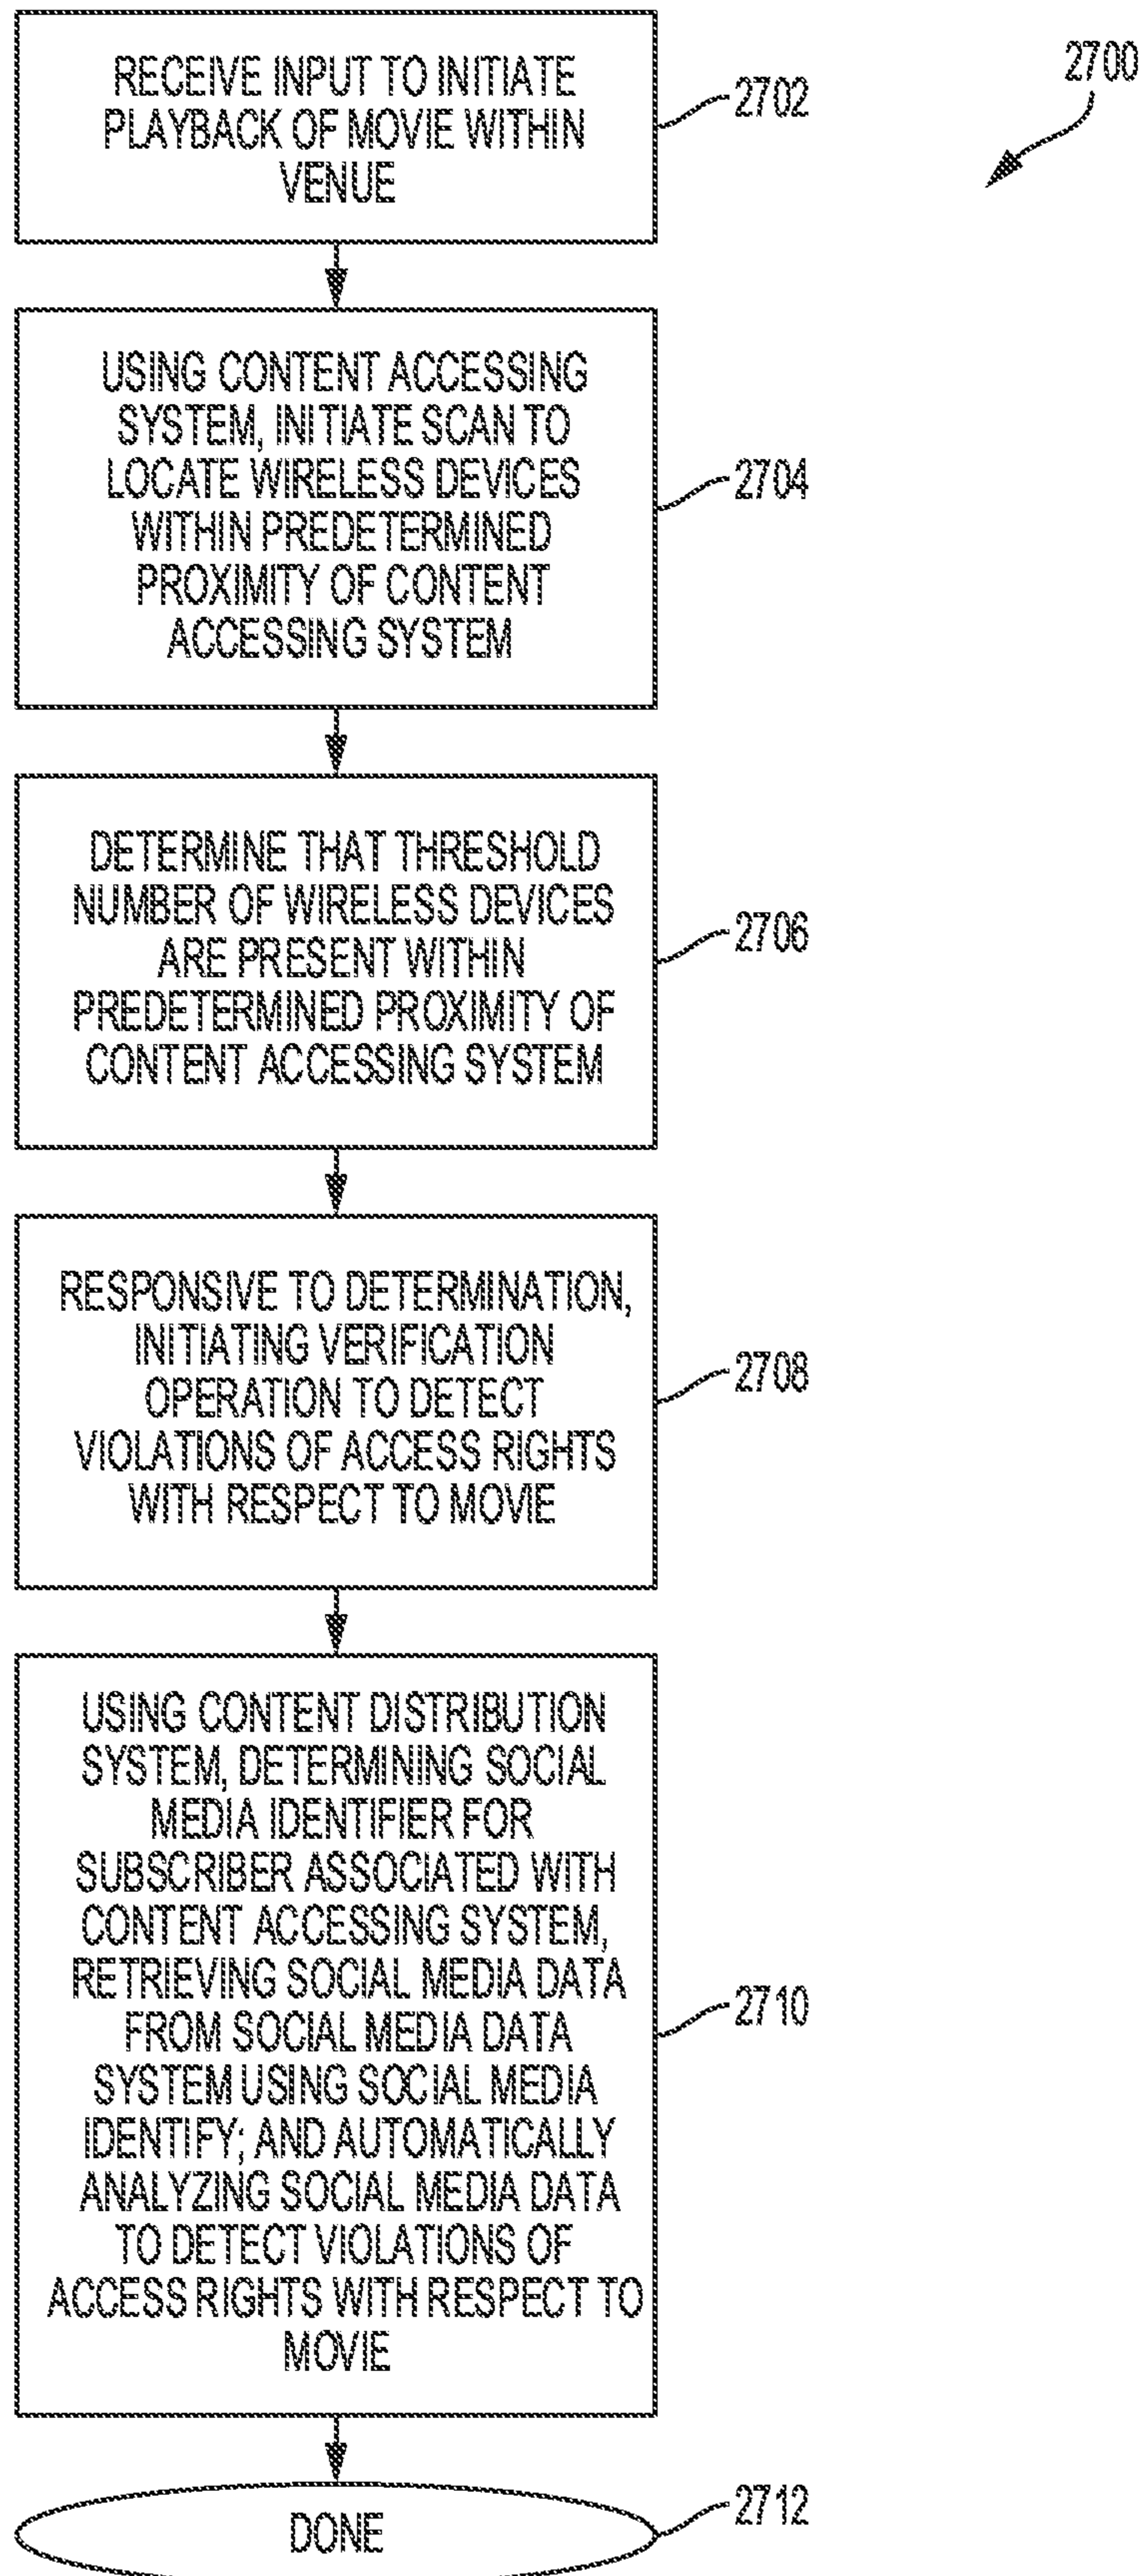 RECEIVE INPUT TO INITIATE
PLAYBACK OF MOVIE WITHIN
VENUE
2702
2700
USING CONTENT ACCESSING
SYSTEM, INITIATE SCAN TO
LOCATE WIRELESS DEVICES
WITHIN PREDETERMINED
PROXIMITY OF CONTENT
ACCESSING SYSTEM
2704
DETERMINE THAT THRESHOLD
NUMBER OF WIRELESS DEVICES
ARE PRESENT WITHIN
PREDETERMINED PROXIMITY OF
CONTENT ACCESSING SYSTEM
2706
RESPONSIVE TO DETERMINATION,
INITIATING VERIFICATION
OPERATION TO DETECT
VIOLATIONS OF ACCESS RIGHTS
WITH RESPECT TO MOVIE
2708
USING CONTENT DISTRIBUTION
SYSTEM, DETERMINING SOCIAL
MEDIA IDENTIFIER FOR
SUBSCRIBER ASSOCIATED WITH
CONTENT ACCESSING SYSTEM,
RETRIEVING SOCIAL MEDIA DATA
FROM SOCIAL MEDIA DATA
SYSTEM USING SOCIAL MEDIA
IDENTIFY; AND AUTOMATICALLY
ANALYZING SOCIAL MEDIA DATA
TO DETECT VIOLATIONS OF
ACCESS RIGHTS WITH RESPECT TO
MOVIE
2710
DONE
2712